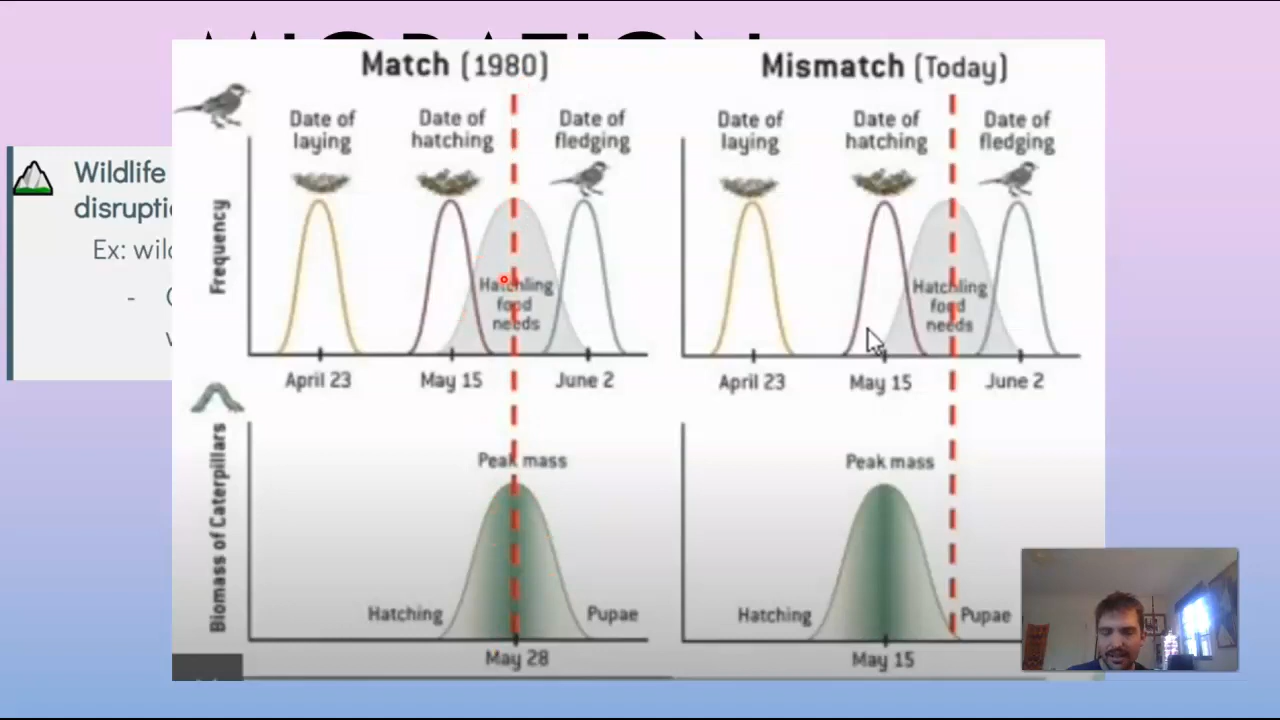 MIGRATION
Match (1980)
Mismatch (Today)
Date of
laying
Date of
hatching
Date of
fledging
Date of
laying
Date of
hatching
Date of
fledging
Wildlife
Ex:
-
Frequency
Hatchling
food
needs
Hatchling
food
needs
April 23
May 15
June 2
April 23
May 15
June 2
Biomass of Caterpillars
Peak mass
Peak mass
Hatching
Pupae
Hatching
Pupae
May 28
May 15